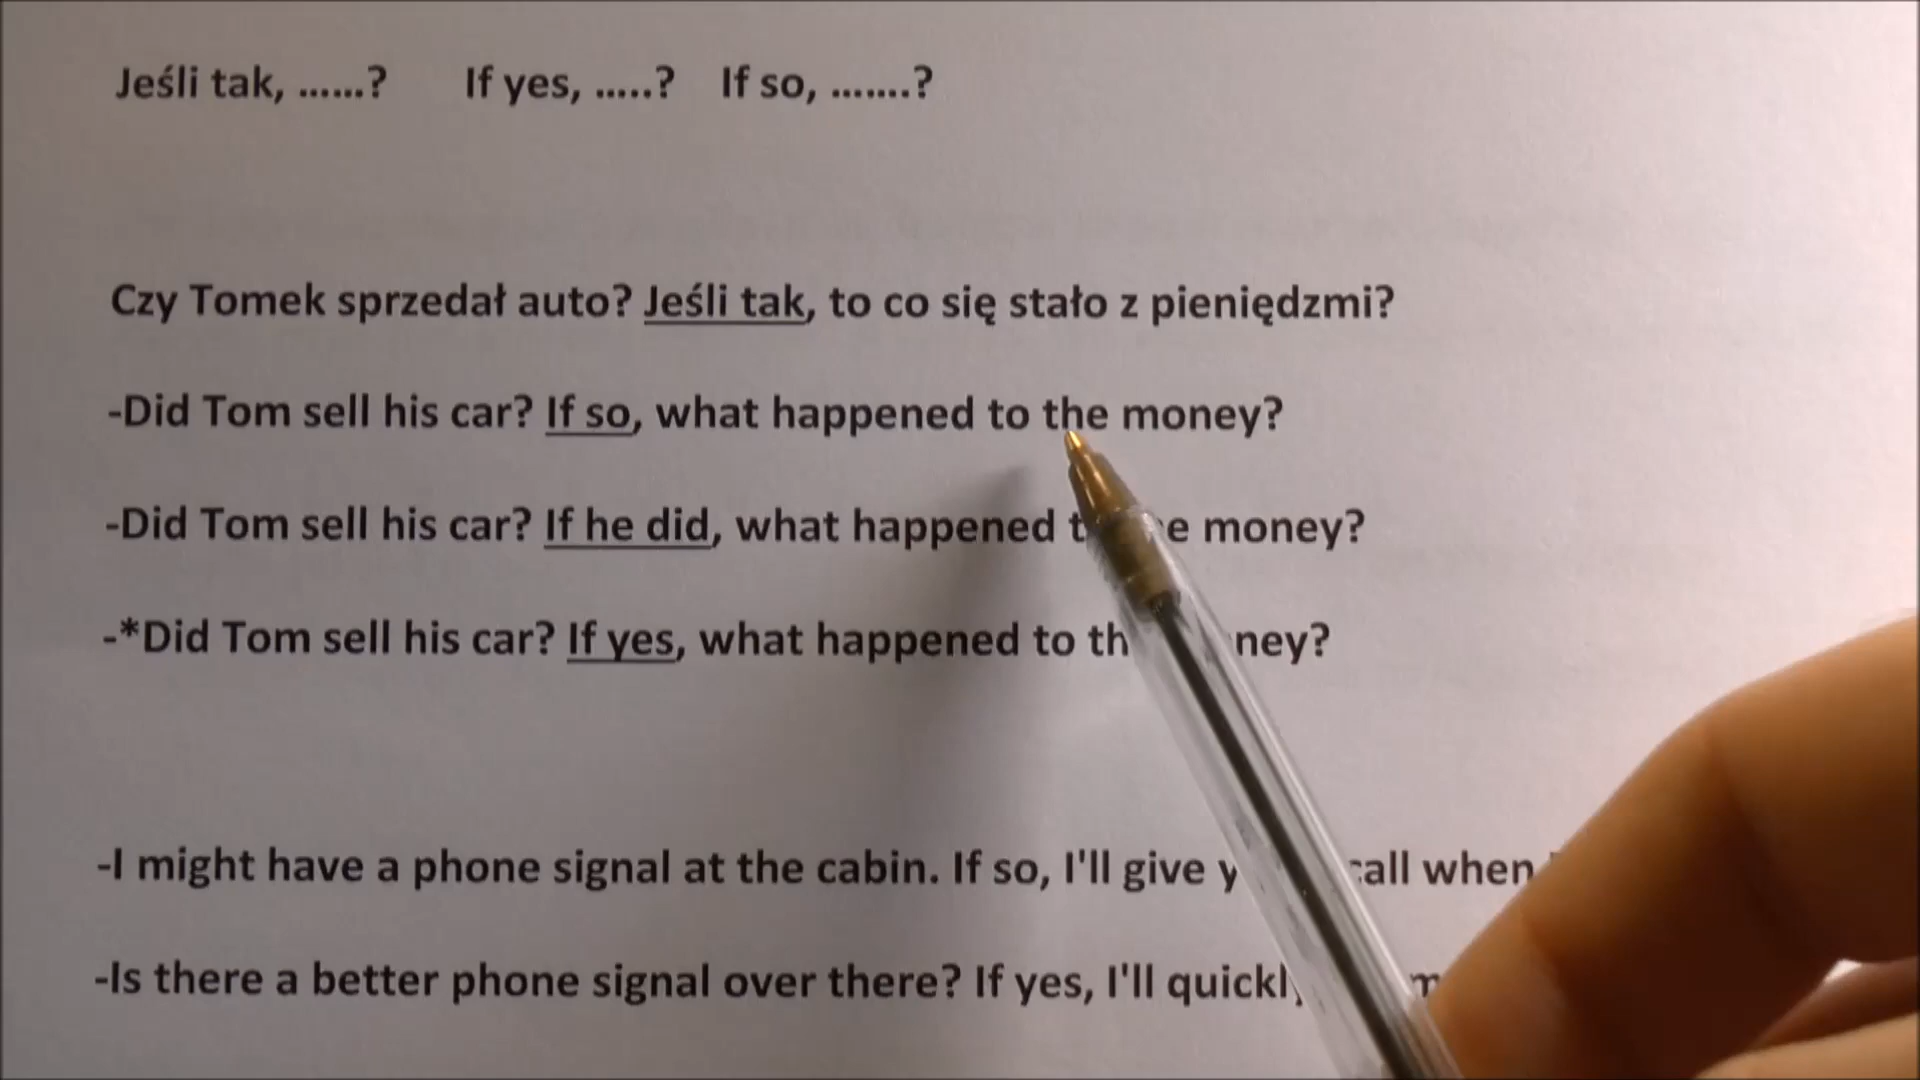 Jeśli tak, ......? If yes, .....? If so, .......?
Czy Tomek sprzedał auto? Jeśli tak, to co się stało z pieniędzmi?
-Did Tom sell his car? If so, what happened to the money?
-Did Tom sell his car? If he did, what happened money?
-*Did Tom sell his car? If yes, what happened to
-I might have a phone signal at the cabin. If so, I'll give call when
-Is there a better phone signal over there? If yes, I'll